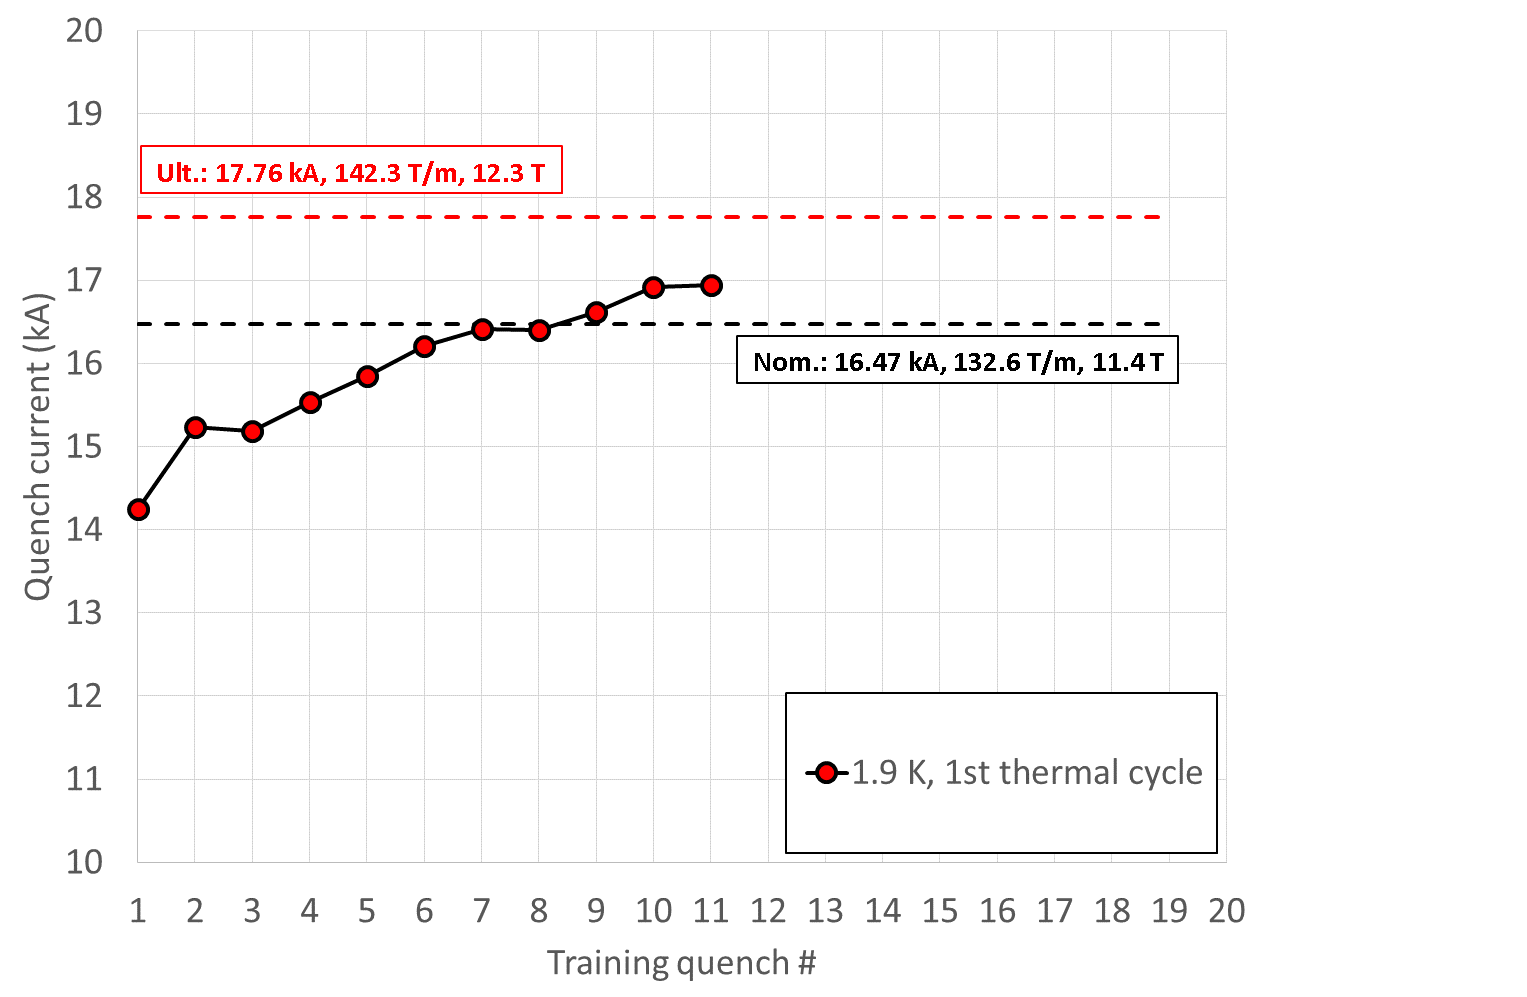 20
19
18
17
16
15
14
13
12
11
10
Quench current (kA)
Ult.: 17.76 kA, 142.3 T/m, 12.3 T
Nom.: 16.47 kA, 132.6 T/m, 11.4 T
1.9 K, 1st thermal cycle
1 2 3 4 5 6 7 8 9 10 11 12 13 14 15 16 17 18 19 20
Training quench #